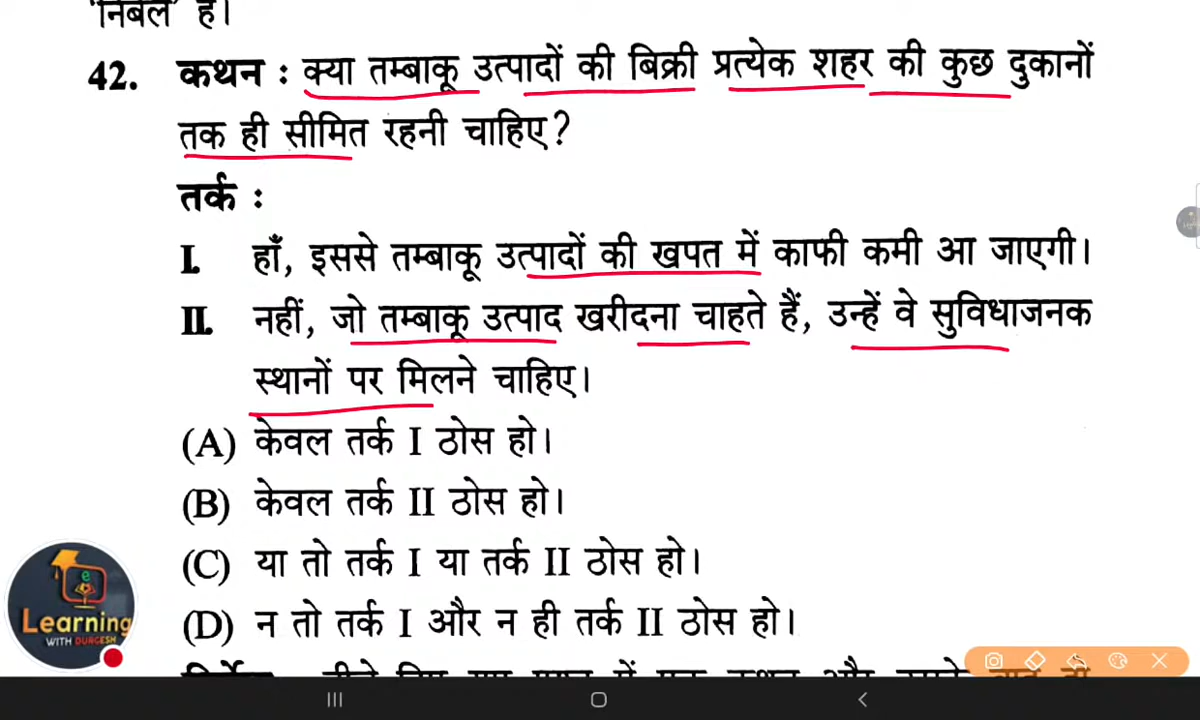 'निर्बल' है।
42. कथन : क्या तम्बाकू उत्पादों की बिक्री प्रत्येक शहर की कुछ दुकानों
तक ही सीमित रहनी चाहिए?
तर्क :
I. हाँ, इससे तम्बाकू उत्पादों की खपत में काफी कमी आ जाएगी।
II. नहीं, जो तम्बाकू उत्पाद खरीदना चाहते हैं, उन्हें वे सुविधाजनक
स्थानों पर मिलने चाहिए।
(A) केवल तर्क I ठोस हो।
(B) केवल तर्क II ठोस हो।
(C) या तो तर्क I या तर्क II ठोस हो।
(D) न तो तर्क I और न ही तर्क II ठोस हो।
e
Learning
WITH DURGESH